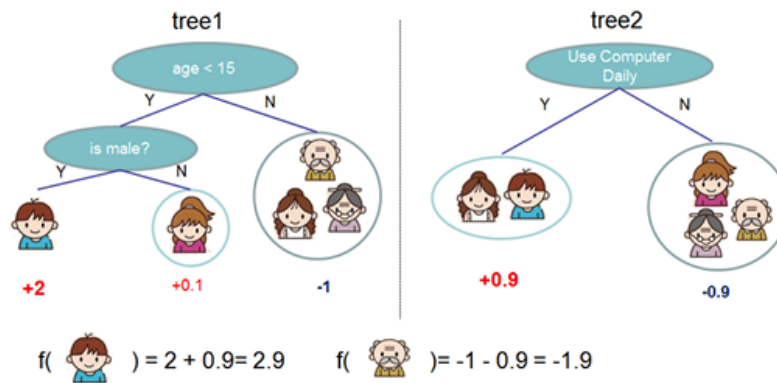 tree1
tree2
age < 15
Use Computer
Daily
Y
N
Y
N
is male?
Y
N
+2
+0.1
-1
+0.9
-0.9
f( ) = 2 + 0.9= 2.9
f( )= -1 - 0.9 = -1.9